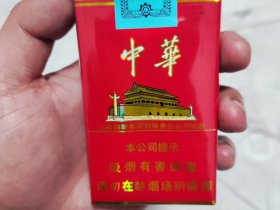 中華
本公司提示
吸烟有害健康
请勿在禁烟场所吸烟